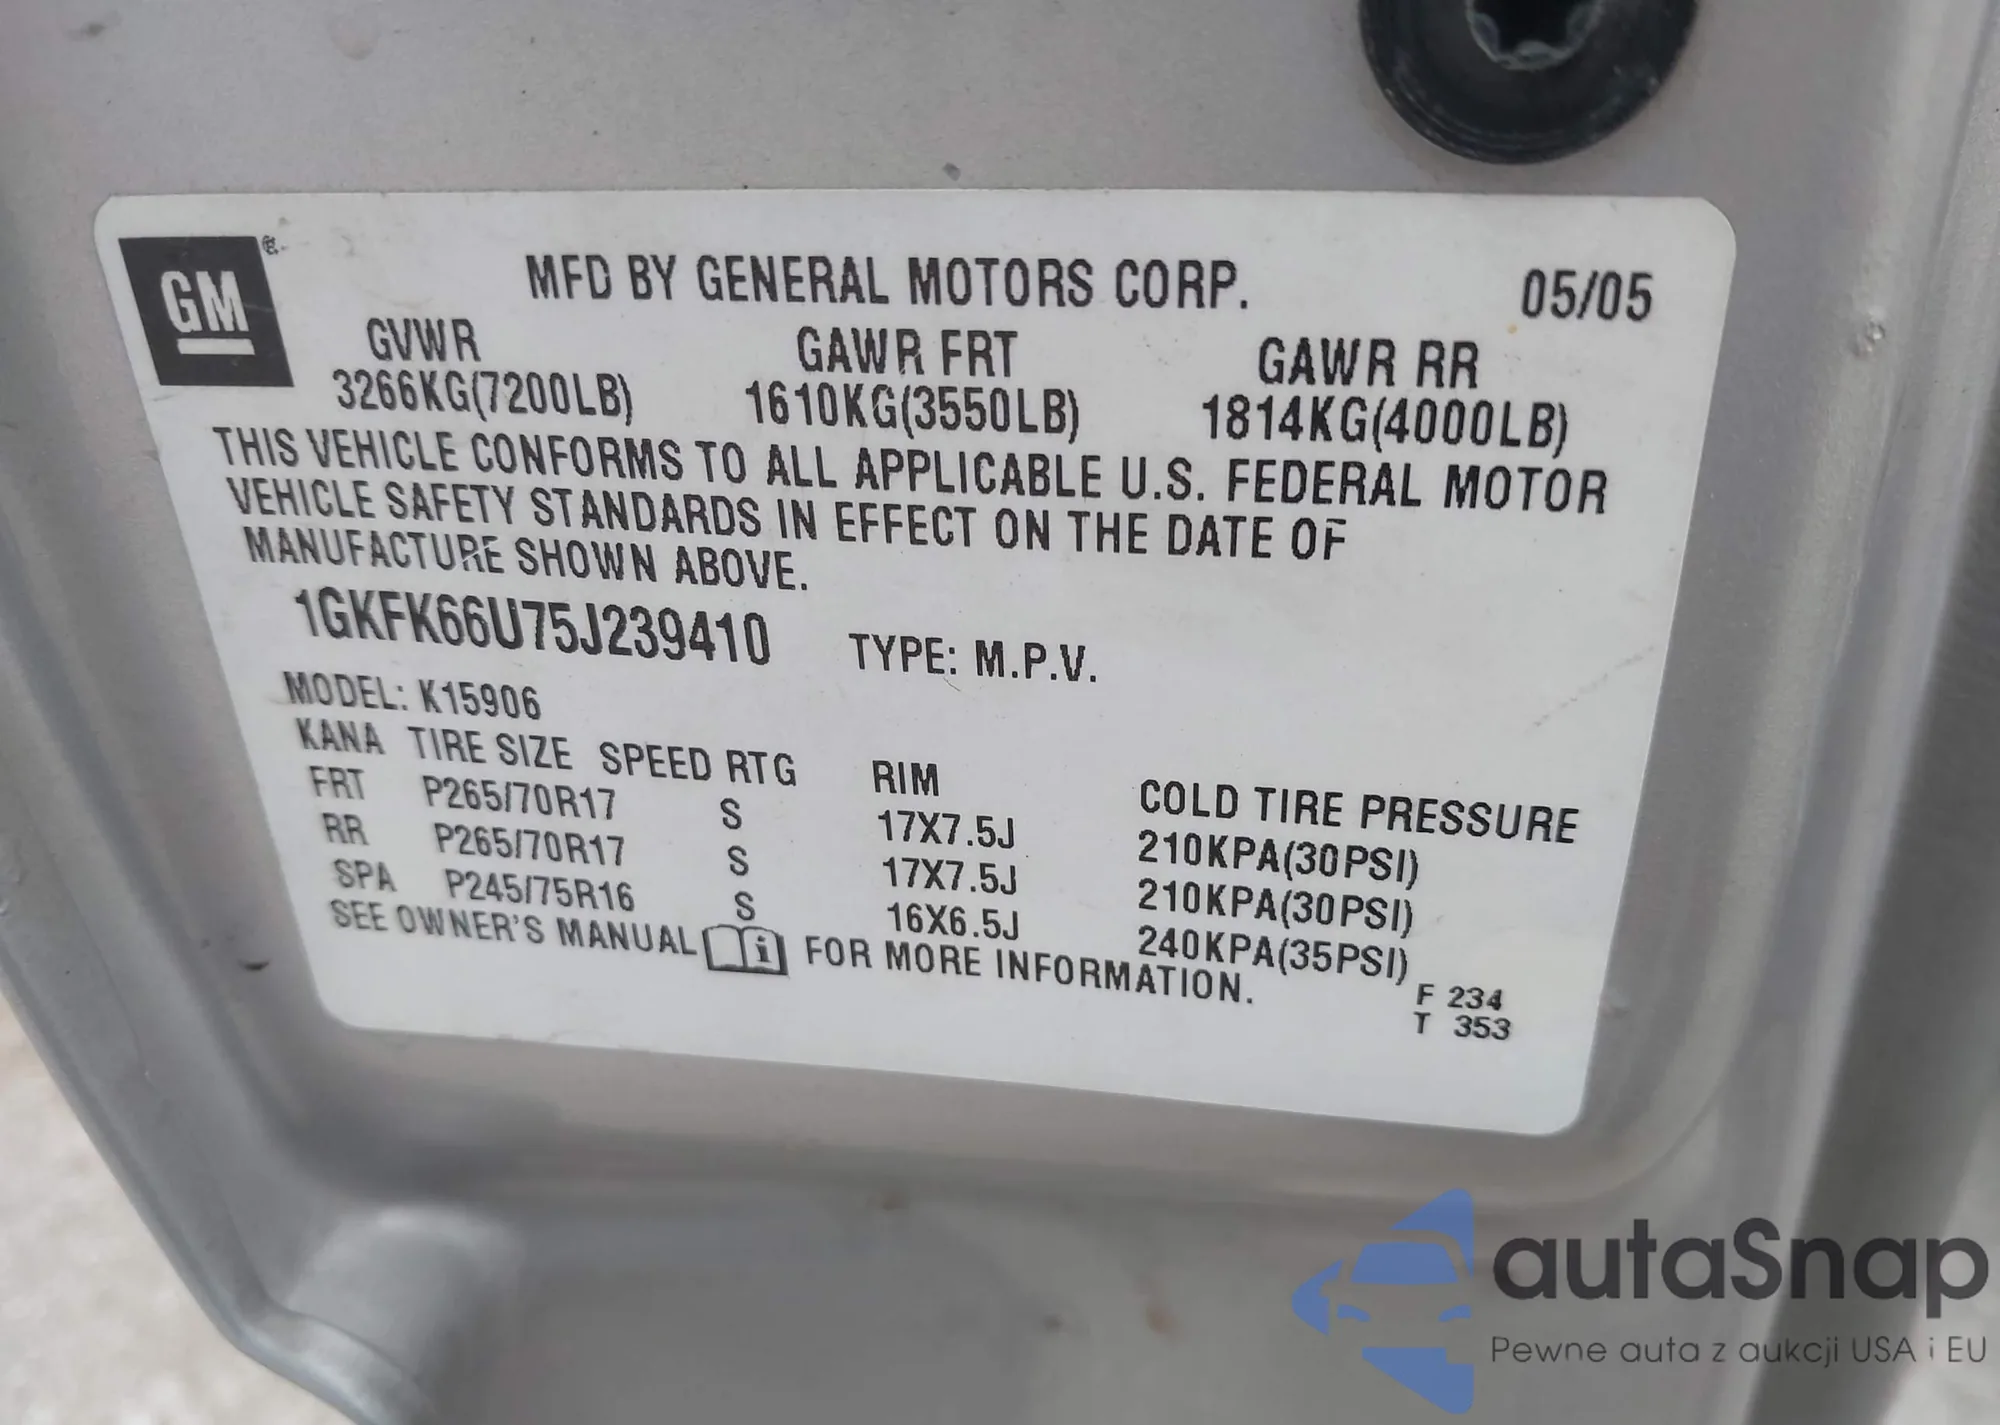 GM
MFD BY GENERAL MOTORS CORP. 05/05
GVWR GAWR FRT GAWR RR
3266KG(7200LB) 1610KG(3550LB) 1814KG(4000LB)
THIS VEHICLE CONFORMS TO ALL APPLICABLE U.S. FEDERAL MOTOR
VEHICLE SAFETY STANDARDS IN EFFECT ON THE DATE OF
MANUFACTURE SHOWN ABOVE.
1GKFK66U75J239410 TYPE: M.P.V.
MODEL: K15906
KANA TIRE SIZE SPEED RTG RIM COLD TIRE PRESSURE
FRT P265/70R17 S 17X7.5J 210KPA(30PSI)
RR P265/70R17 S 17X7.5J 210KPA(30PSI)
SPA P245/75R16 S 16X6.5J 240KPA(35PSI)
SEE OWNER'S MANUAL i FOR MORE INFORMATION.
F 234
T 353
autaSnap
Pewne auta z aukcji USA i EU